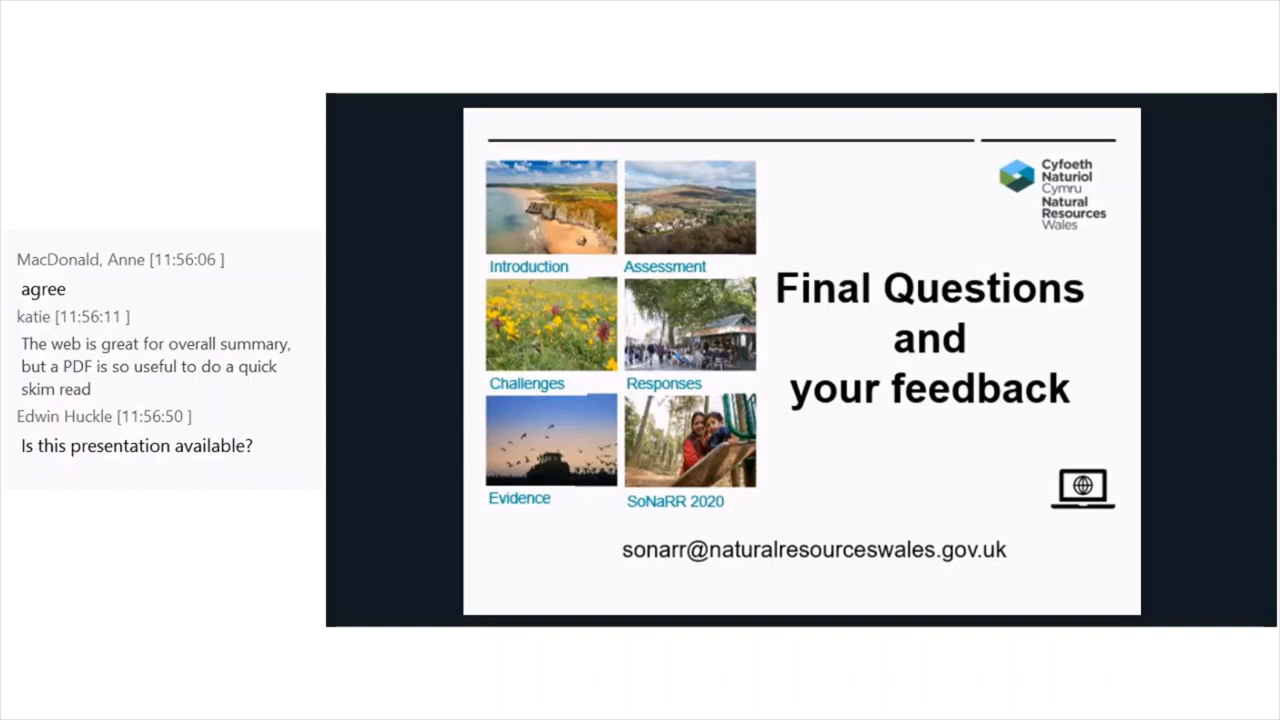 MacDonald, Anne [11:56:06 ]
agree
katie [11:56:11 ]
The web is great for overall summary,
but a PDF is so useful to do a quick
skim read
Edwin Huckle [11:56:50 ]
Is this presentation available?
Cyfoeth
Naturiol
Cymru
Natural
Resources
Wales
Introduction
Assessment
Challenges
Responses
Evidence
SoNaRR 2020
Final Questions
and
your feedback
sonarr@naturalresourceswales.gov.uk